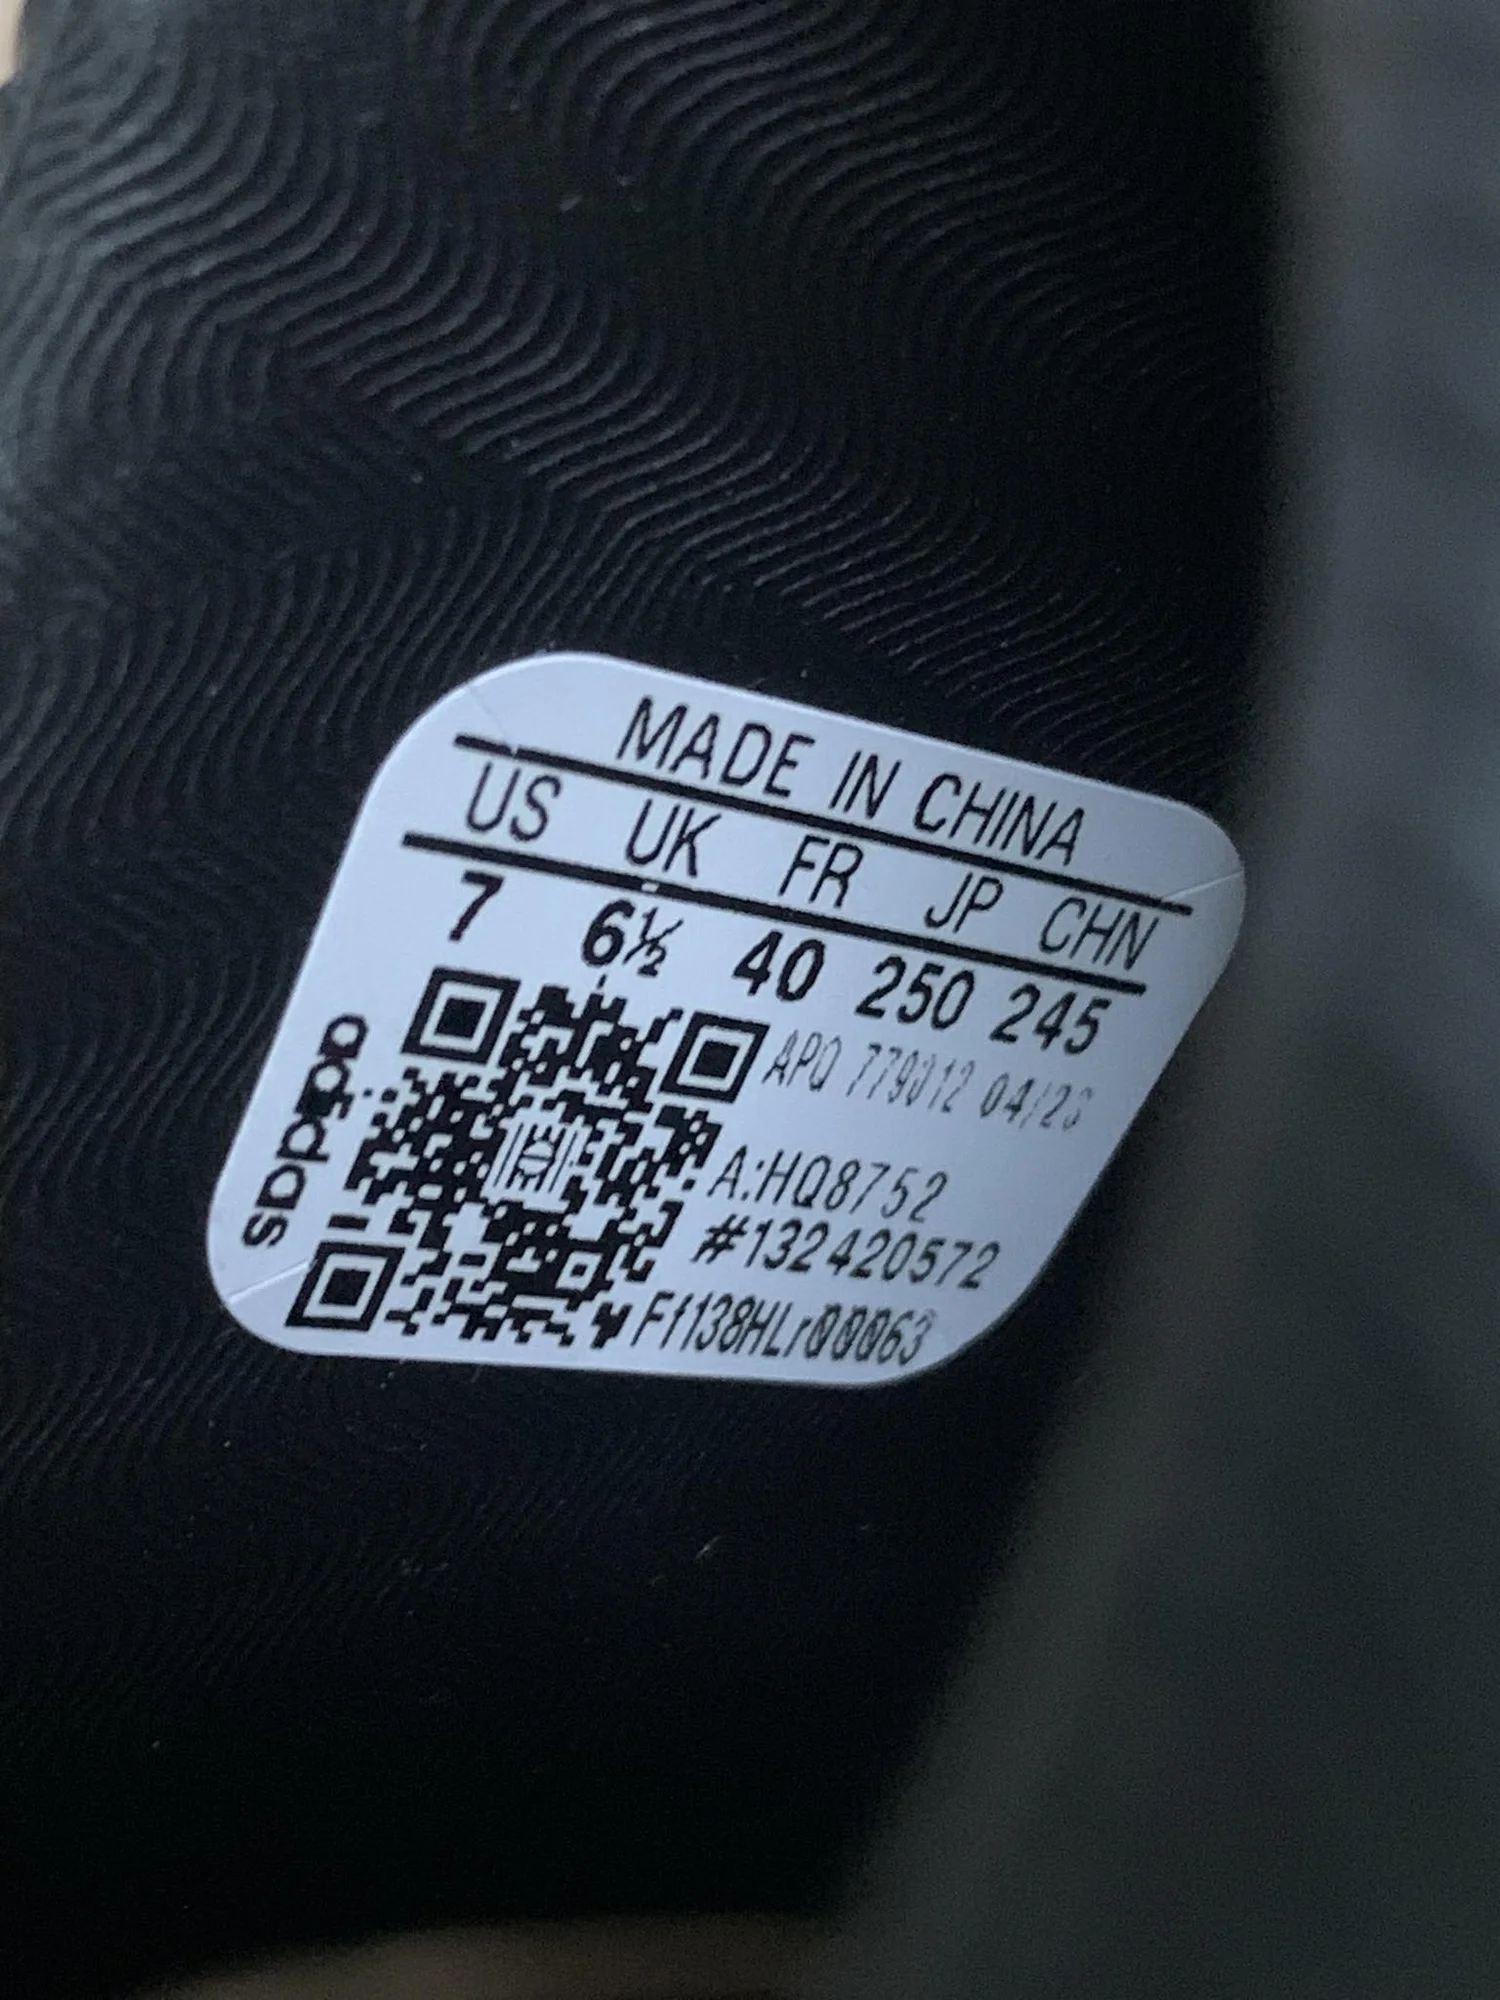 MADE IN CHINA
US UK FR JP CHN
7 6½ 40 250 245
APQ 779012 04/23
A:HQ8752
#132420572
Ff138HLr00063
adidas